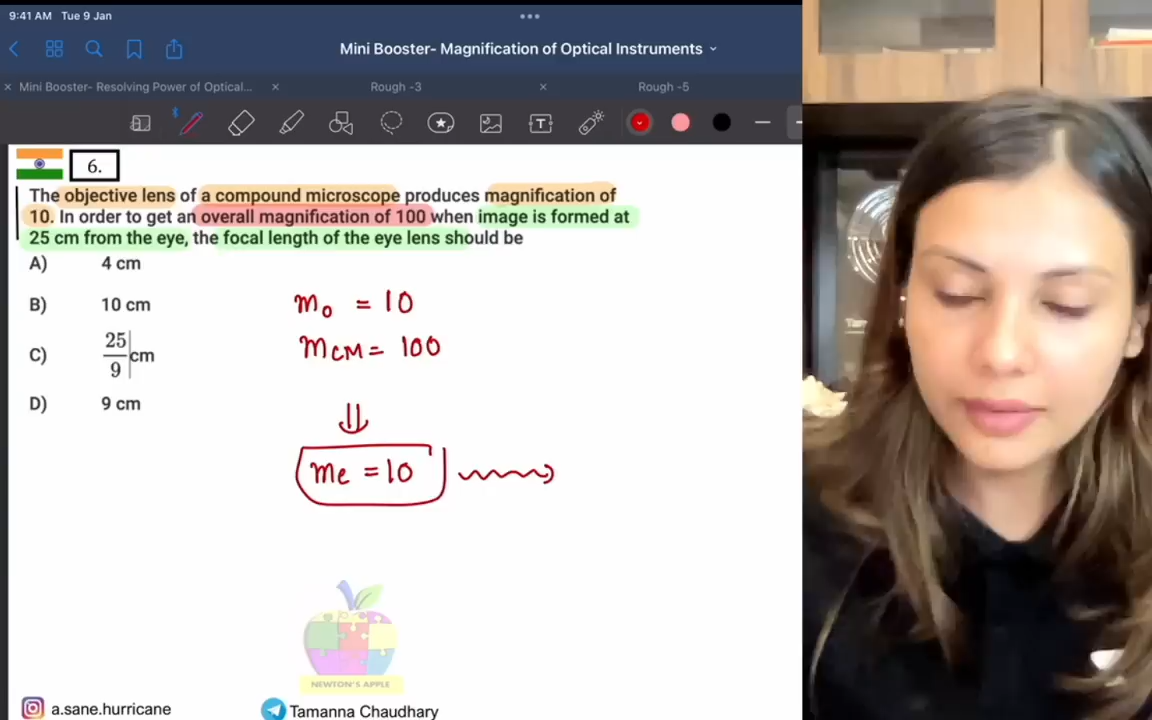 9:41 AM Tue 9 Jan
Mini Booster- Magnification of Optical Instruments
Mini Booster- Resolving Power of Optical...
Rough -3
Rough -5
6.
The objective lens of a compound microscope produces magnification of
10. In order to get an overall magnification of 100 when image is formed at
25 cm from the eye, the focal length of the eye lens should be
A) 4 cm
B) 10 cm
C) 25/9 cm
D) 9 cm
mo = 10
mCM = 100
me = 10
NEWTON'S APPLE
a.sane.hurricane
Tamanna Chaudhary